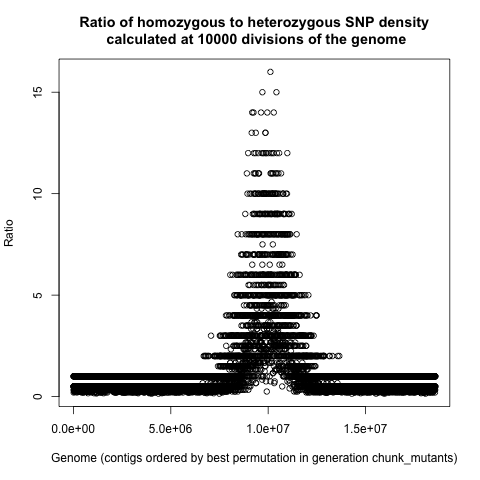 Ratio of homozygous to heterozygous SNP density
calculated at 10000 divisions of the genome
Ratio
15
10
5
0
0.0e+00 5.0e+06 1.0e+07 1.5e+07
Genome (contigs ordered by best permutation in generation chunk_mutants)